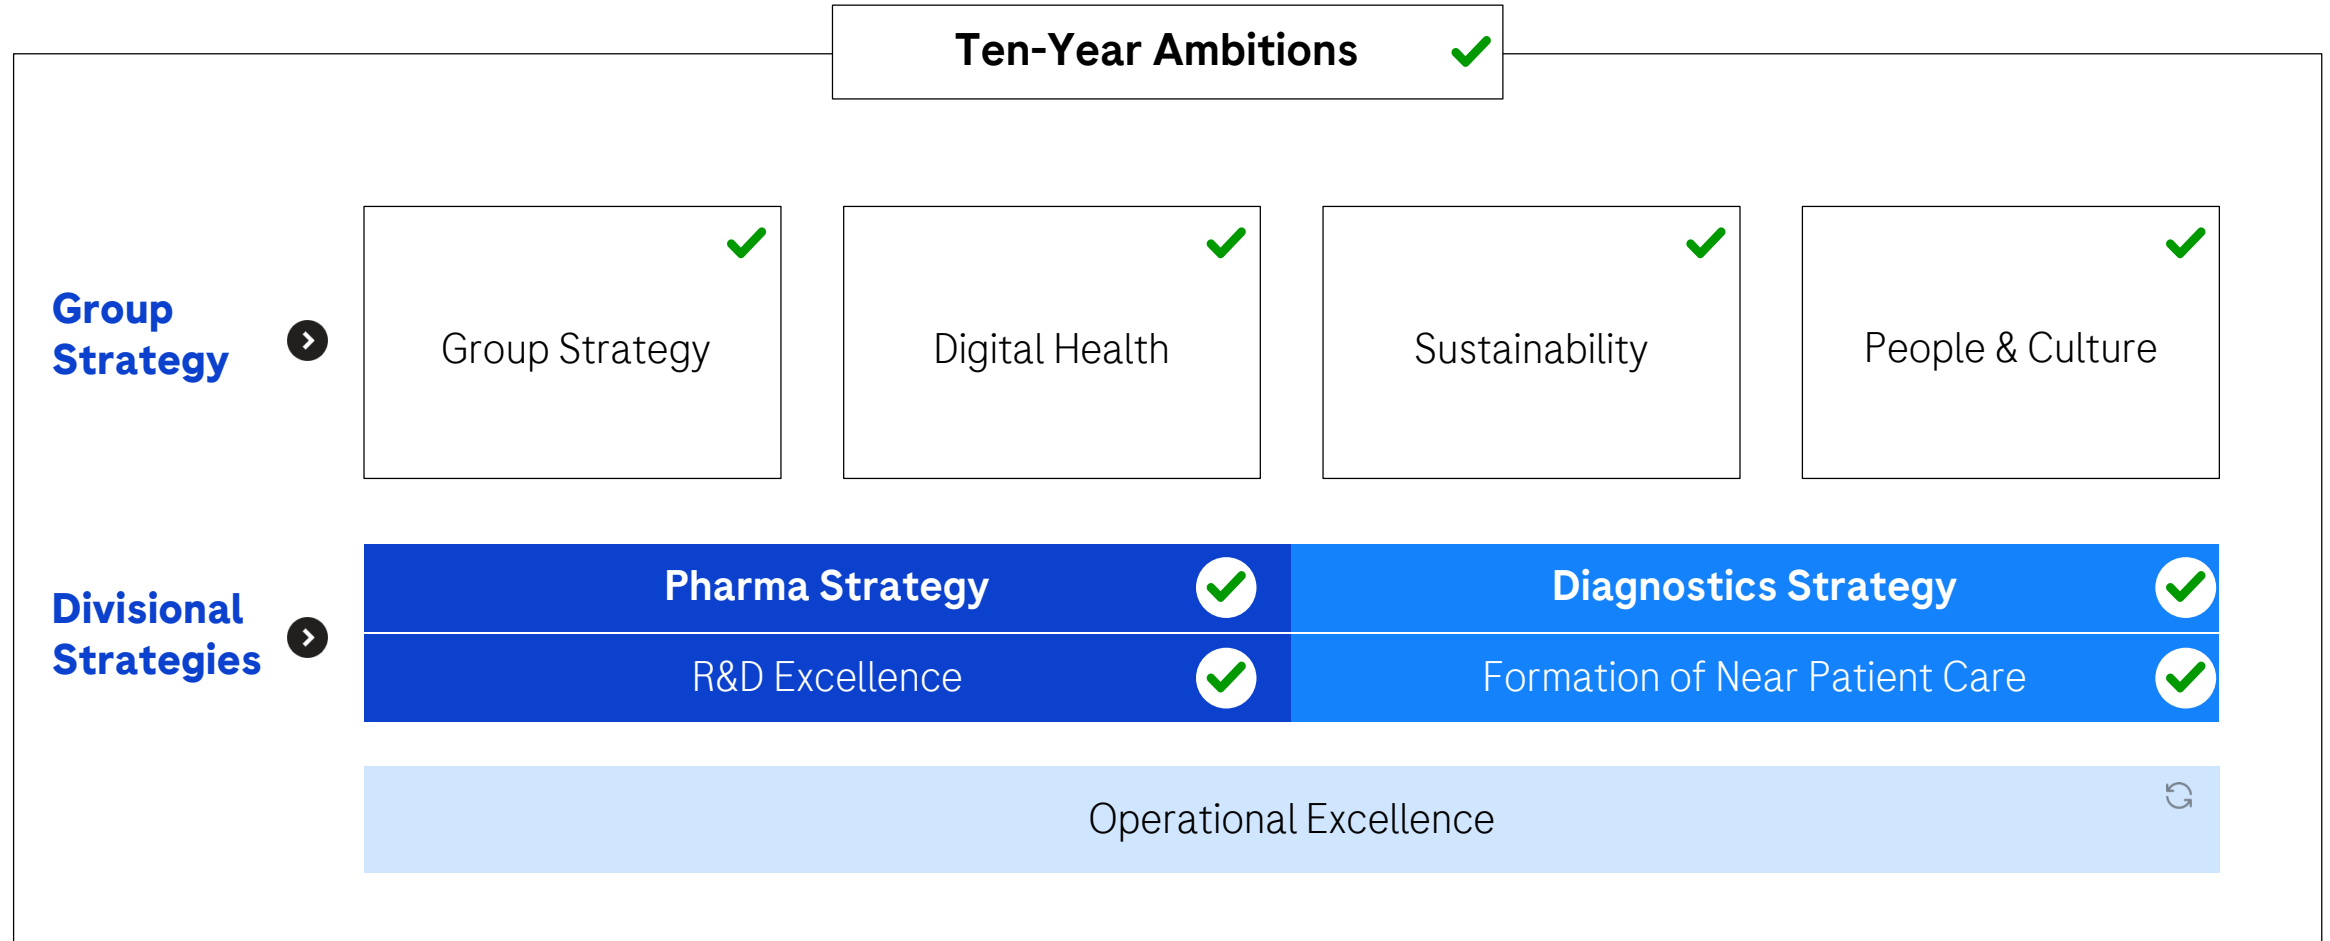 Ten-Year Ambitions
Group
Strategy
Group Strategy
Digital Health
Sustainability
People & Culture
Divisional
Strategies
Pharma Strategy
Diagnostics Strategy
R&D Excellence
Formation of Near Patient Care
Operational Excellence